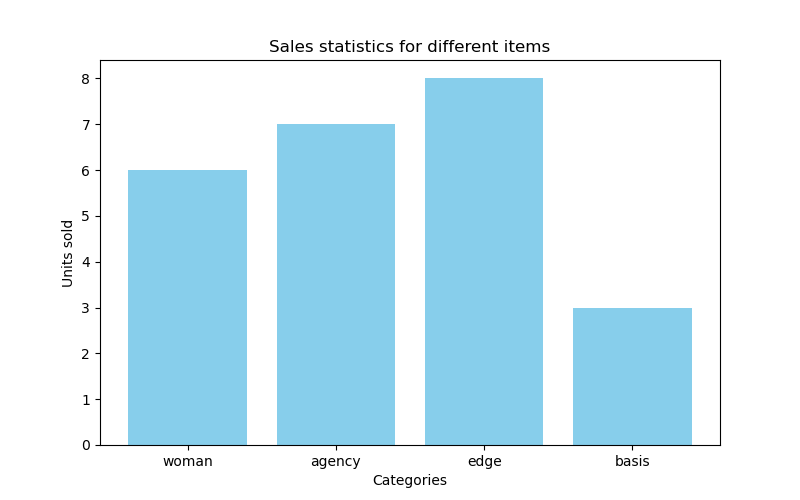 Sales statistics for different items
Units sold
8
7
6
5
4
3
2
1
0
woman agency edge basis
Categories